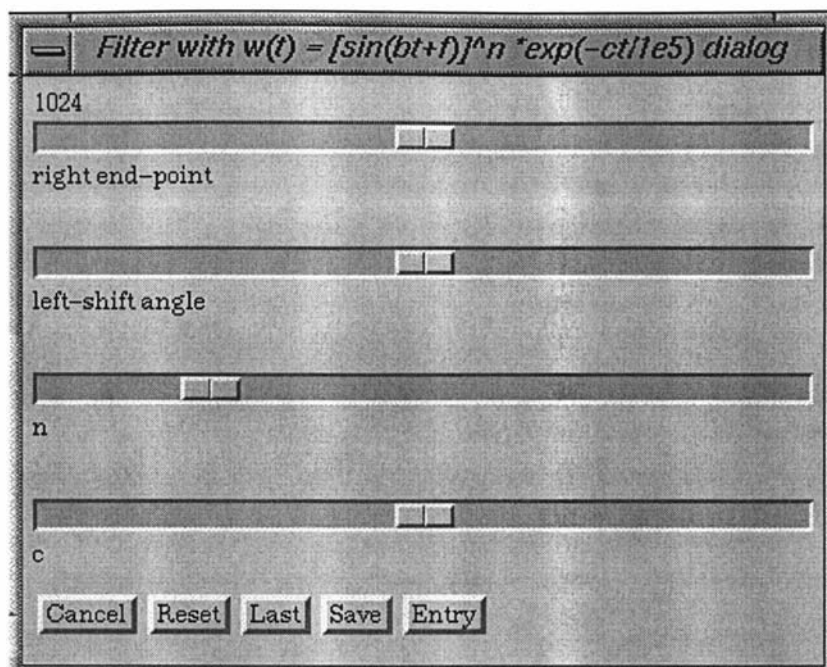 Filter with w(t) = [sin(bt+f)]^n *exp(-ct/1e5) dialog
1024
right end-point
left-shift angle
n
c
Cancel Reset Last Save Entry